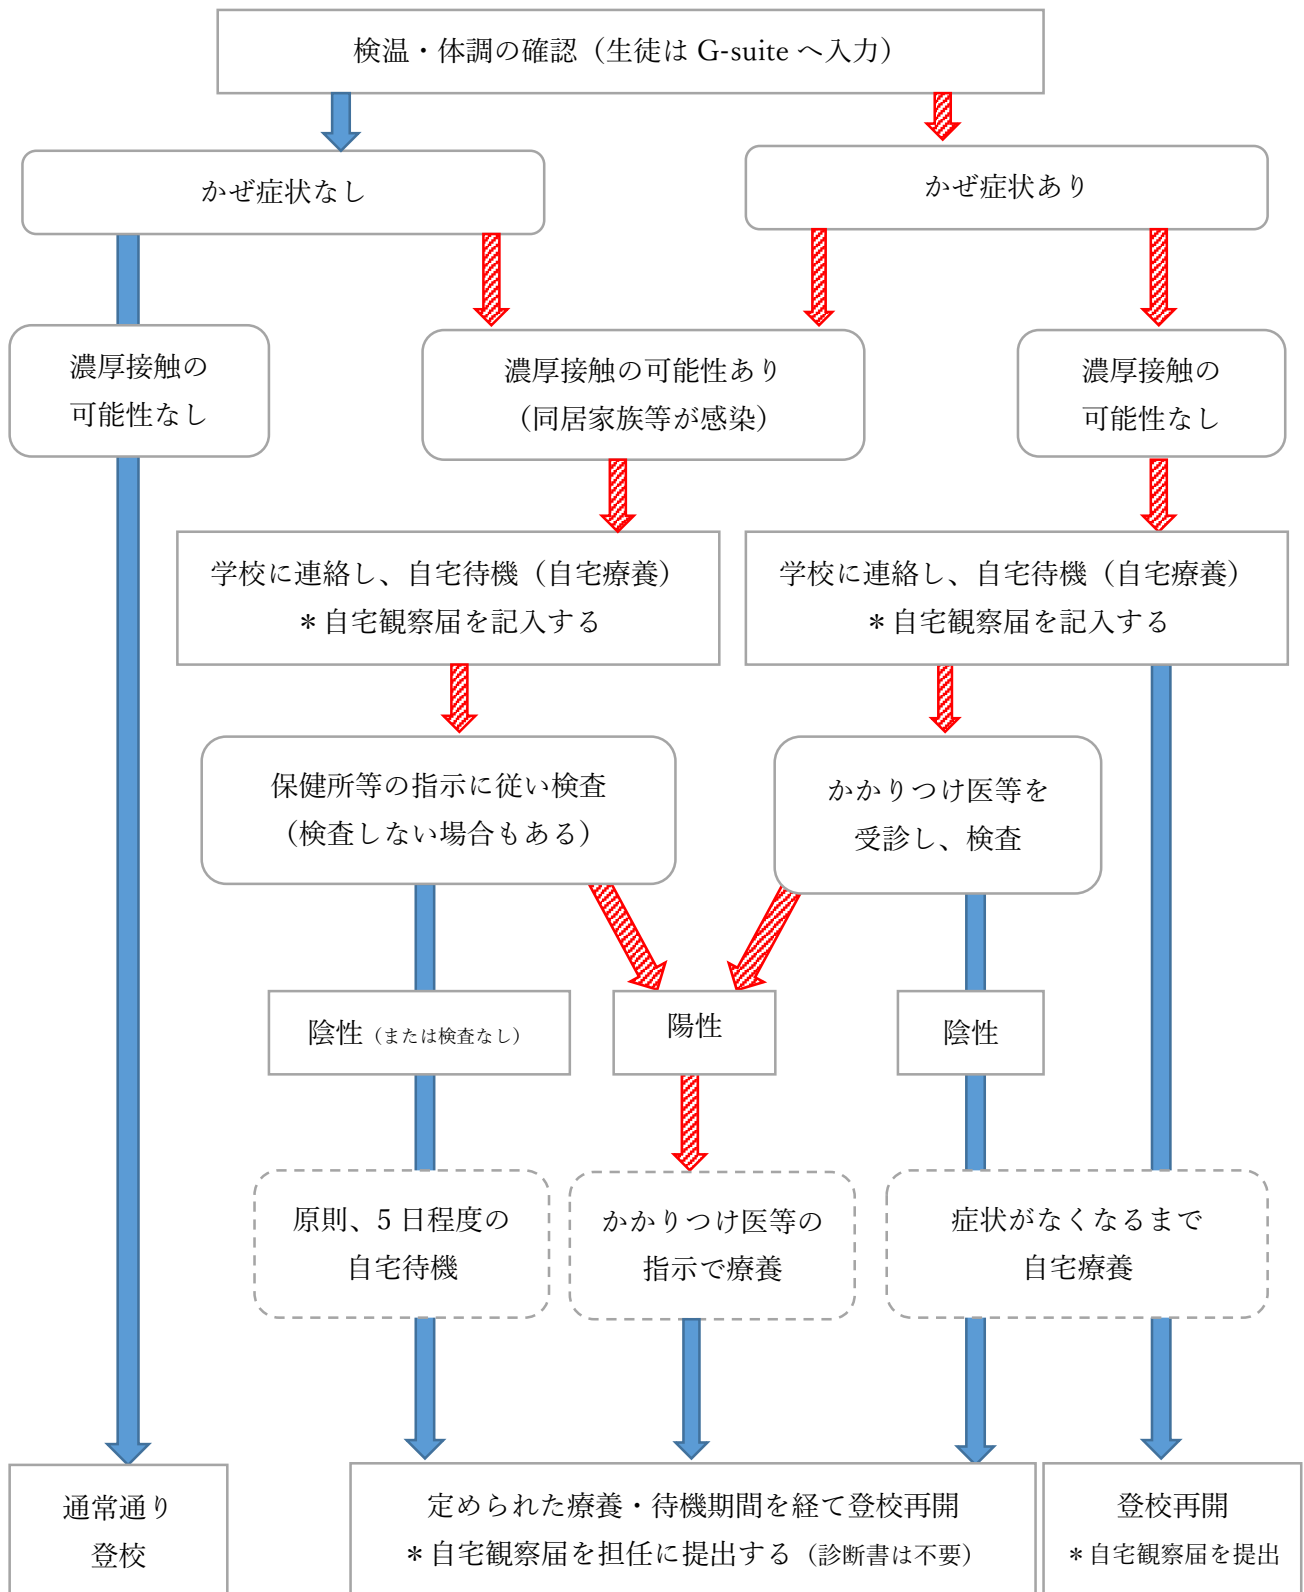 検温・体調の確認（生徒は G-suite へ入力）
かぜ症状なし
かぜ症状あり
濃厚接触の
可能性なし
濃厚接触の可能性あり
（同居家族等が感染）
濃厚接触の
可能性なし
学校に連絡し、自宅待機（自宅療養）
＊自宅観察届を記入する
学校に連絡し、自宅待機（自宅療養）
＊自宅観察届を記入する
保健所等の指示に従い検査
（検査しない場合もある）
かかりつけ医等を
受診し、検査
陰性（または検査なし）
陽性
陰性
原則、5 日程度の
自宅待機
かかりつけ医等の
指示で療養
症状がなくなるまで
自宅療養
通常通り
登校
定められた療養・待機期間を経て登校再開
＊自宅観察届を担任に提出する（診断書は不要）
登校再開
＊自宅観察届を提出